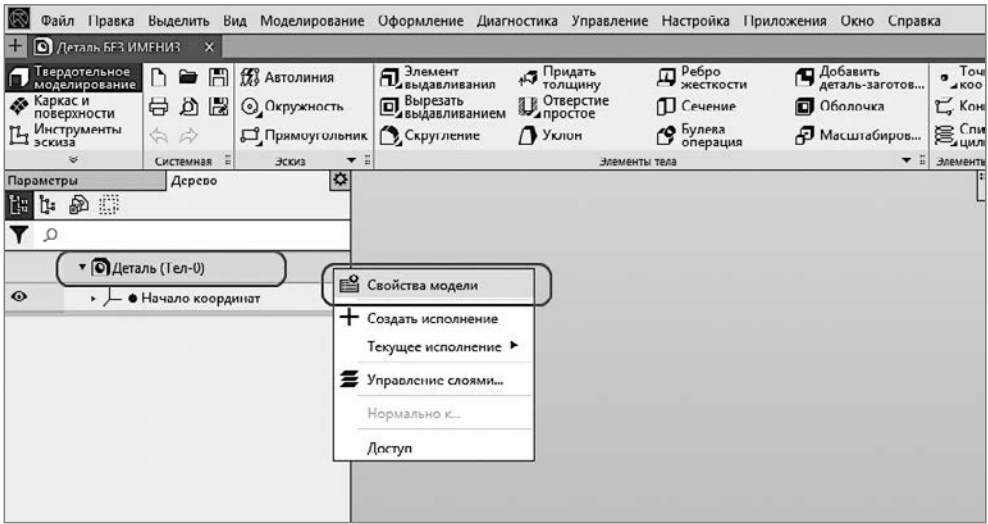 Файл Правка Выделить Вид Моделирование Оформление Диагностика Управление Настройка Приложения Окно Справка
Деталь БЕЗ ИМЕНИ3 X
Твердотельное моделирование
Каркас и поверхности
Инструменты эскиза
Системная
Автолиния
Окружность
Прямоугольник
Эскиз
Элемент выдавливания
Вырезать выдавливанием
Скругление
Придать толщину
Отверстие простое
Уклон
Ребро жесткости
Сечение
Булева операция
Добавить деталь-заготов...
Оболочка
Масштабиров...
Элементы тела
Параметры Дерево
Деталь (Тел-0)
Начало координат
Свойства модели
Создать исполнение
Текущее исполнение
Управление слоями...
Нормально к...
Доступ